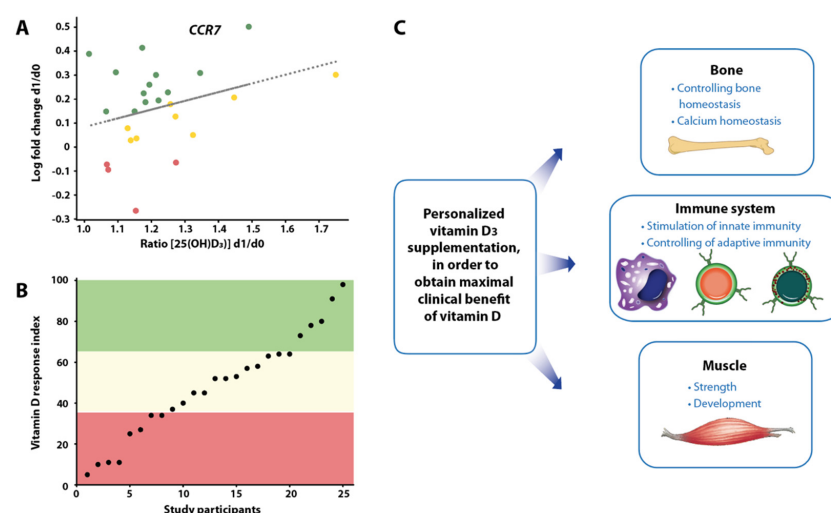 A
CCR7
Log fold change d1/d0
0.5
0.4
0.3
0.2
0.1
0
-0.1
-0.2
-0.3
1.0 1.1 1.2 1.3 1.4 1.5 1.6 1.7
Ratio [25(OH)D3)] d1/d0
B
Vitamin D response index
100
80
60
40
20
0
0 5 10 15 20 25
Study participants
C
Personalized
vitamin D3
supplementation,
in order to
obtain maximal
clinical benefit
of vitamin D
Bone
• Controlling bone
homeostasis
• Calcium homeostasis
Immune system
• Stimulation of innate immunity
• Controlling of adaptive immunity
Muscle
• Strength
• Development